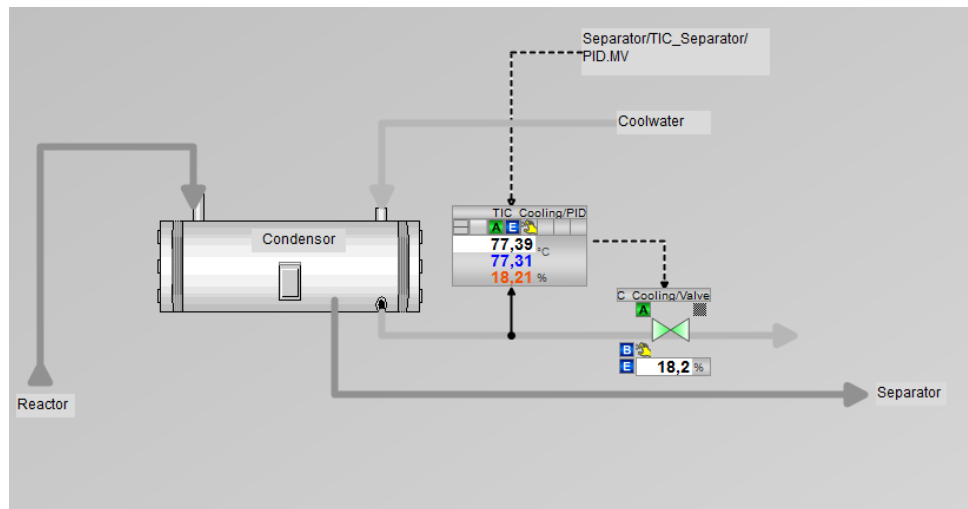 Separator/TIC_Separator/
PID.MV
Coolwater
TIC_Cooling/PID
A E
77,39 °C
77,31
18,21 %
Condensor
C_Cooling/Valve
A
B
E 18,2 %
Reactor
Separator